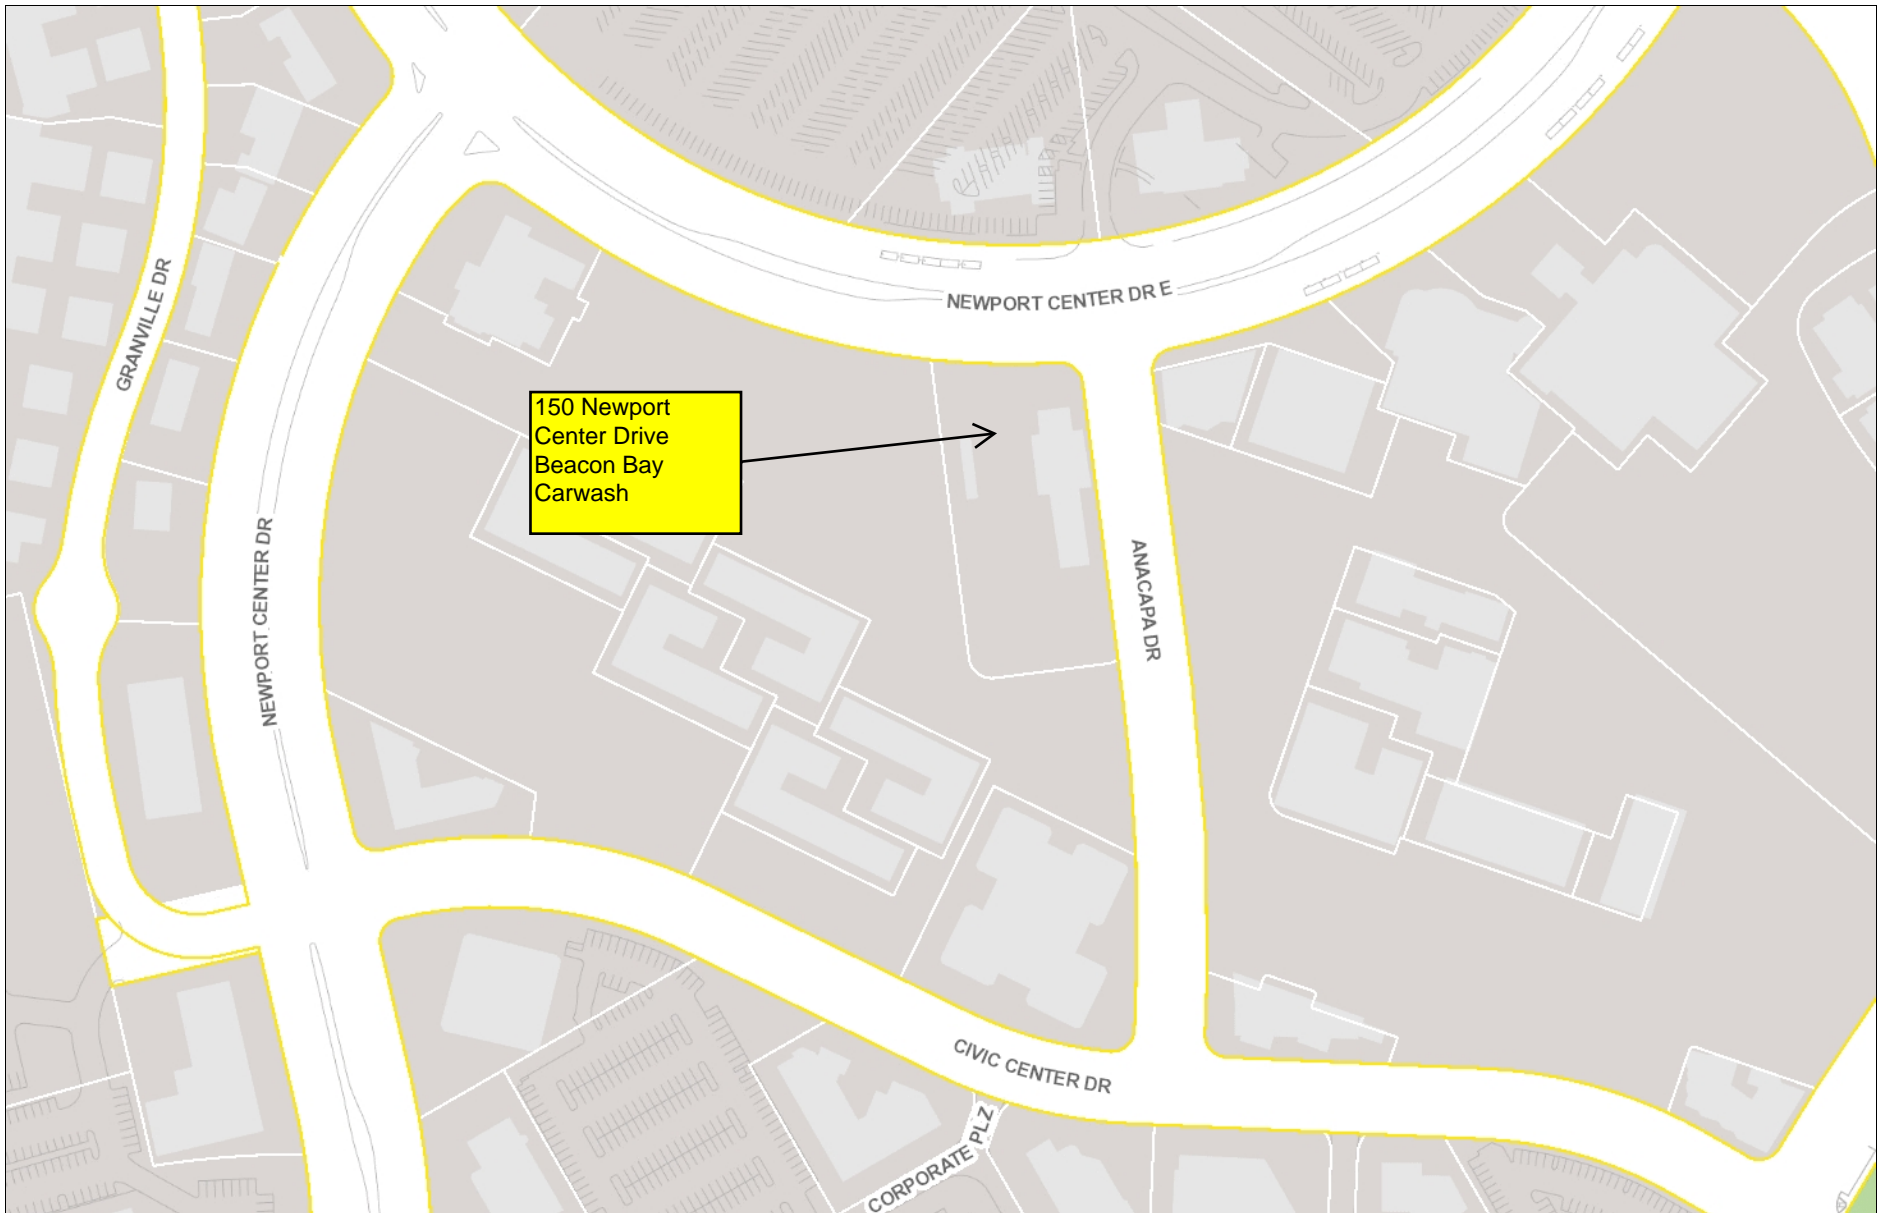 NEWPORT CENTER DR E
GRANVILLE DR
150 Newport
Center Drive
Beacon Bay
Carwash
NEWPORT CENTER DR
ANACAPA DR
CIVIC CENTER DR
CORPORATE PLZ